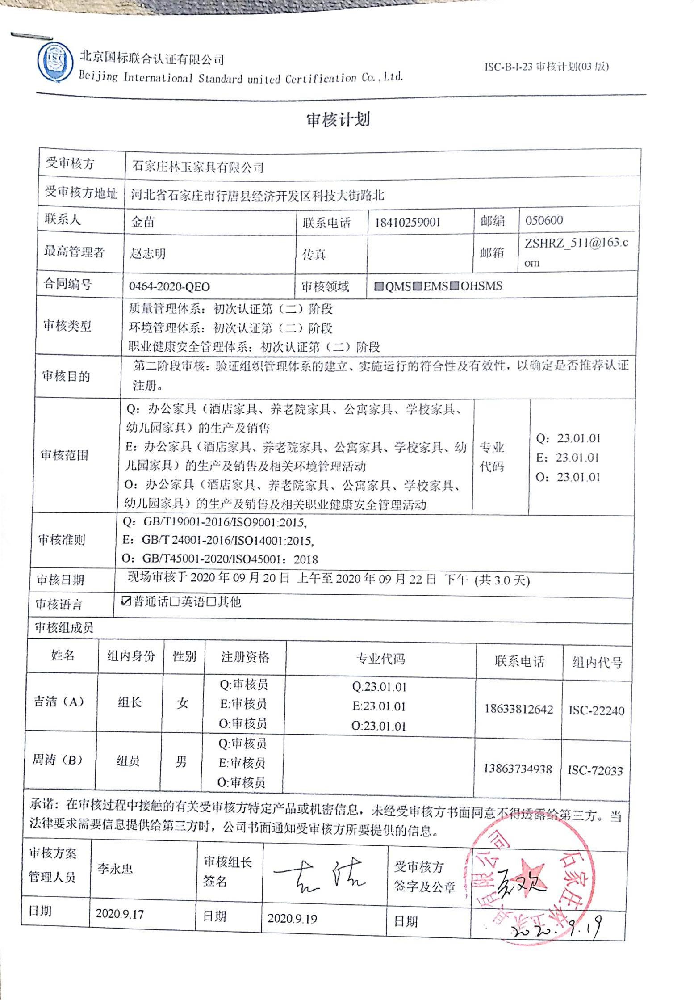 ISC
北京国标联合认证有限公司
Beijing International Standard united Certification Co.,Ltd.
ISC-B-I-23 审核计划(03 版)
审核计划
受审核方 石家庄林玉家具有限公司
受审核方地址 河北省石家庄市行唐县经济开发区科技大街路北
联系人 金苗 联系电话 18410259001 邮编 050600
最高管理者 赵志明 传真 邮箱 ZSHRZ_511@163.c
om
合同编号 0464-2020-QEO 审核领域 ■QMS■EMS■OHSMS
审核类型
质量管理体系：初次认证第（二）阶段
环境管理体系：初次认证第（二）阶段
职业健康安全管理体系：初次认证第（二）阶段
审核目的
第二阶段审核：验证组织管理体系的建立、实施运行的符合性及有效性，以确定是否推荐认证
注册。
审核范围
Q：办公家具（酒店家具、养老院家具、公寓家具、学校家具、
幼儿园家具）的生产及销售
E：办公家具（酒店家具、养老院家具、公寓家具、学校家具、幼
儿园家具）的生产及销售及相关环境管理活动
O：办公家具（酒店家具、养老院家具、公寓家具、学校家具、
幼儿园家具）的生产及销售及相关职业健康安全管理活动
专业
代码
Q：23.01.01
E：23.01.01
O：23.01.01
审核准则
Q：GB/T19001-2016/ISO9001:2015,
E：GB/T 24001-2016/ISO14001:2015,
O：GB/T45001-2020/ISO45001：2018
审核日期 现场审核于 2020 年 09 月 20 日 上午至 2020 年 09 月 22 日 下午 (共 3.0 天)
审核语言 ☑普通话□英语□其他
审核组成员
姓名 组内身份 性别 注册资格 专业代码 联系电话 组内代号
吉洁（A） 组长 女
Q:审核员
E:审核员
O:审核员
Q:23.01.01
E:23.01.01
O:23.01.01
18633812642 ISC-22240
周涛（B） 组员 男
Q:审核员
E:审核员
O:审核员
13863734938 ISC-72033
承诺：在审核过程中接触的有关受审核方特定产品或机密信息，未经受审核方书面同意不得透露给第三方。当
法律要求需要信息提供给第三方时，公司书面通知受审核方所要提供的信息。
审核方案
管理人员
李永忠
审核组长
签名
吉洁
受审核方
签字及公章
石家庄林玉家具有限公司
日期 2020.9.17 日期 2020.9.19 日期 2020.9.19